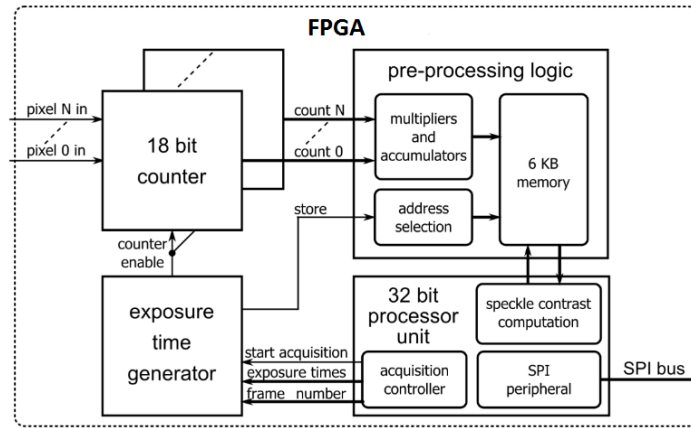 FPGA
pre-processing logic
pixel N in
count N
multipliers
and
accumulators
18 bit
counter
6 KB
memory
pixel 0 in
count 0
store
address
selection
counter
enable
exposure
time
generator
32 bit
processor
unit
speckle contrast
computation
start acquisition
exposure times
frame number
acquisition
controller
SPI
peripheral
SPI bus